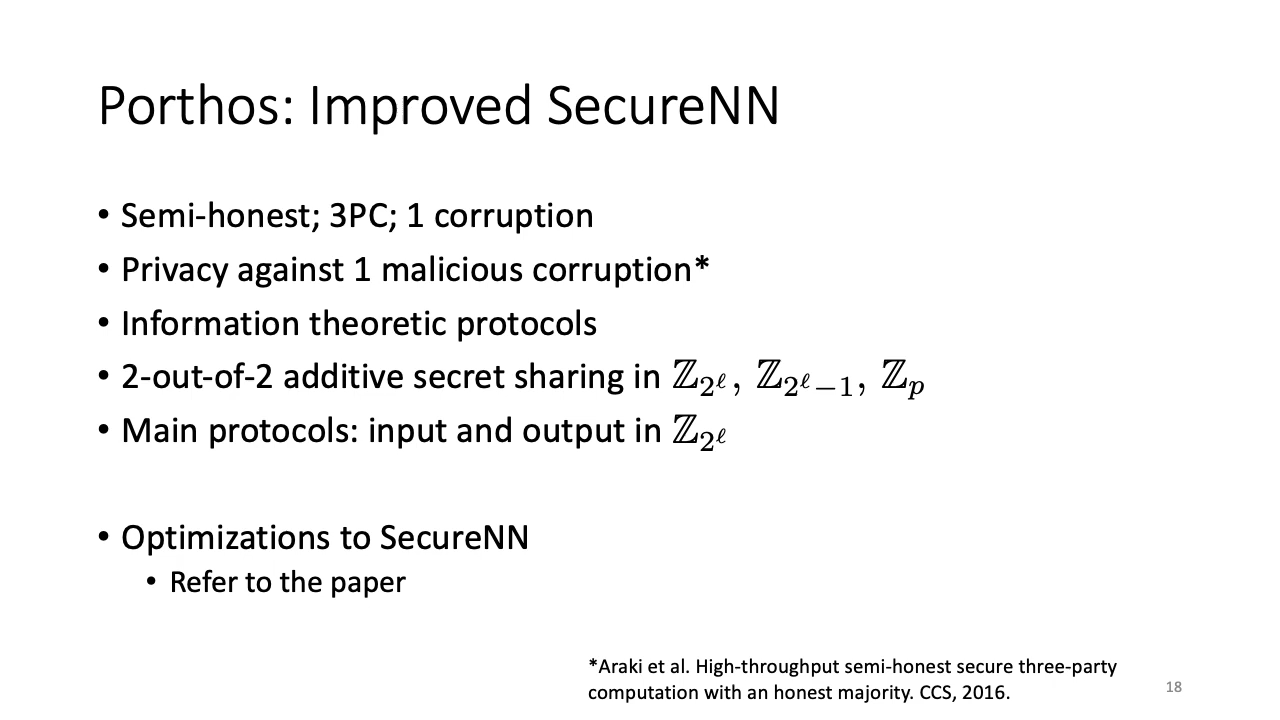 Porthos: Improved SecureNN
• Semi-honest; 3PC; 1 corruption
• Privacy against 1 malicious corruption*
• Information theoretic protocols
• 2-out-of-2 additive secret sharing in ℤ_{2^ℓ}, ℤ_{2^ℓ−1}, ℤ_p
• Main protocols: input and output in ℤ_{2^ℓ}
• Optimizations to SecureNN
• Refer to the paper
*Araki et al. High-throughput semi-honest secure three-party
computation with an honest majority. CCS, 2016.
18